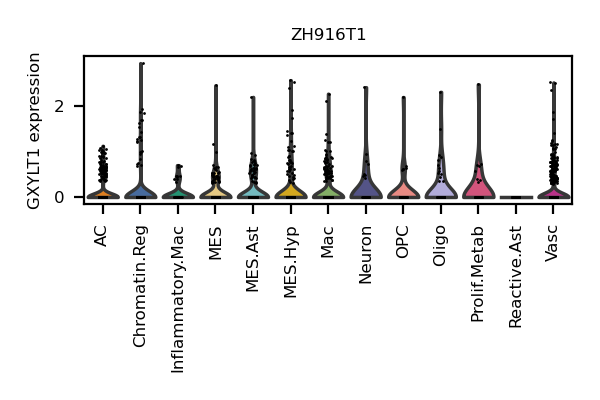 ZH916T1
GXYLT1 expression
2
0
AC
Chromatin.Reg
Inflammatory.Mac
MES
MES.Ast
MES.Hyp
Mac
Neuron
OPC
Oligo
Prolif.Metab
Reactive.Ast
Vasc